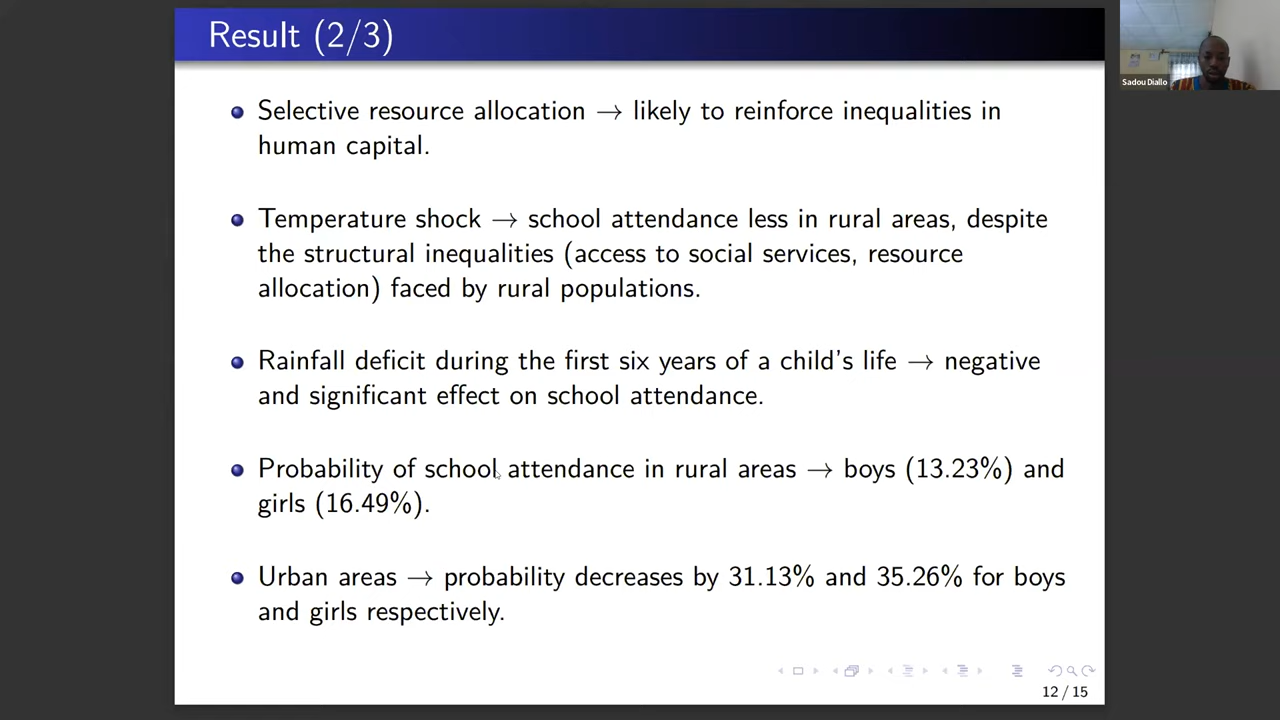 Result (2/3)
Sadou Diallo
Selective resource allocation → likely to reinforce inequalities in
human capital.
Temperature shock → school attendance less in rural areas, despite
the structural inequalities (access to social services, resource
allocation) faced by rural populations.
Rainfall deficit during the first six years of a child's life → negative
and significant effect on school attendance.
Probability of school attendance in rural areas → boys (13.23%) and
girls (16.49%).
Urban areas → probability decreases by 31.13% and 35.26% for boys
and girls respectively.
12 / 15